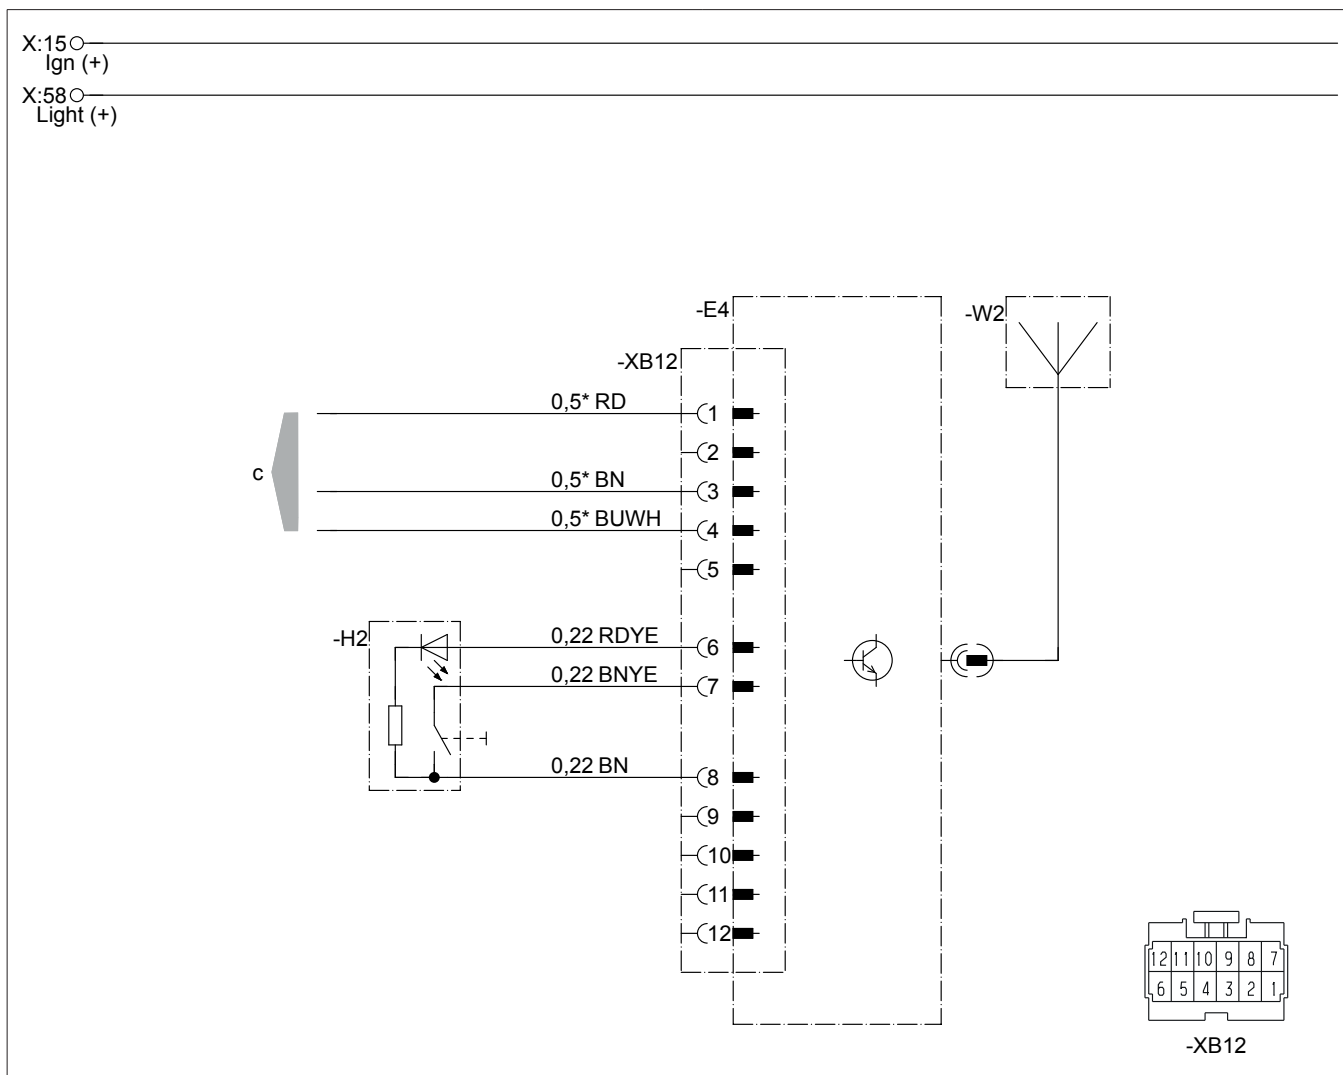 X:15
Ign (+)
X:58
Light (+)
-E4
-W2
-XB12
0,5* RD
1
2
c
0,5* BN
3
0,5* BUWH
4
5
-H2
0,22 RDYE
6
0,22 BNYE
7
0,22 BN
8
9
10
11
12
12 11 10 9 8 7
6 5 4 3 2 1
-XB12